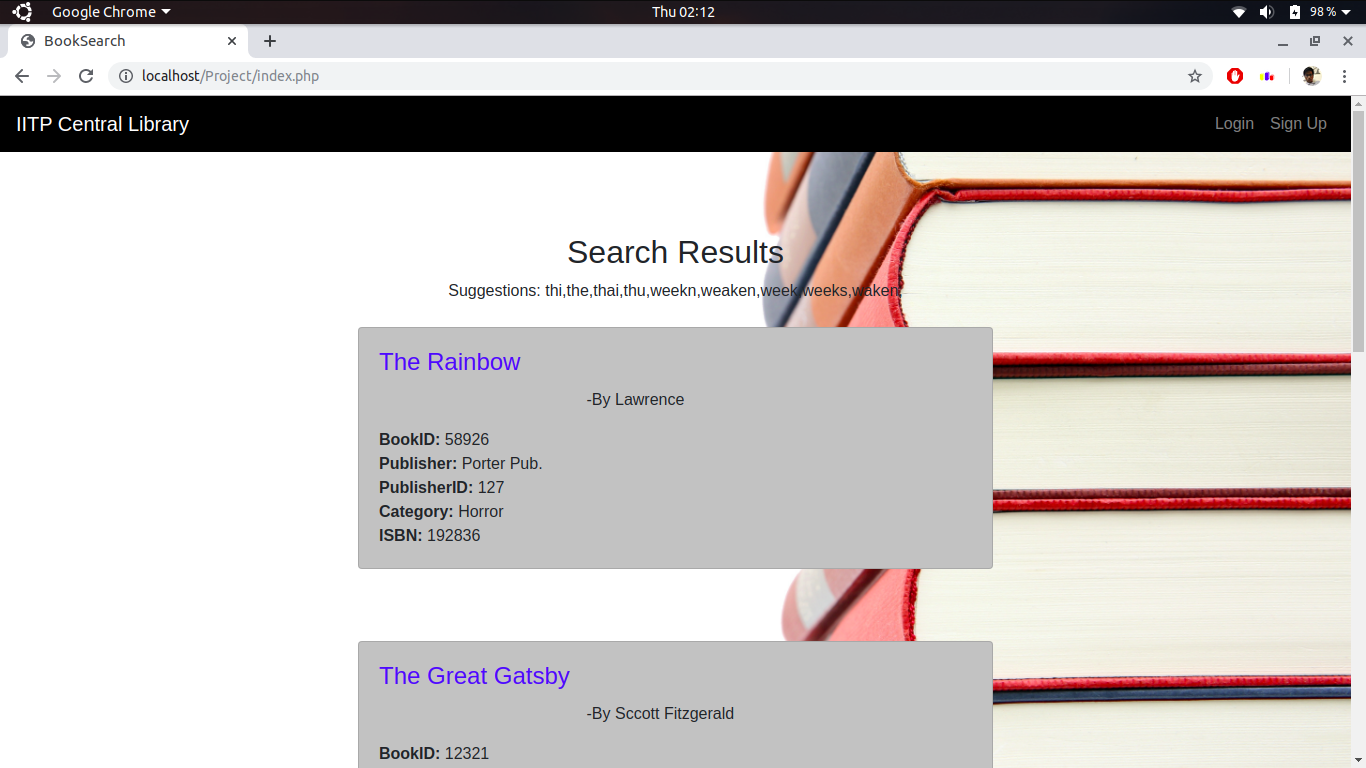 Google Chrome
Thu 02:12
98%
BookSearch
localhost/Project/index.php
IITP Central Library
Login Sign Up
Search Results
Suggestions: thi,the,thai,thu,weekn,weaken,week,weeks,waken,
The Rainbow
-By Lawrence
BookID: 58926
Publisher: Porter Pub.
PublisherID: 127
Category: Horror
ISBN: 192836
The Great Gatsby
-By Sccott Fitzgerald
BookID: 12321